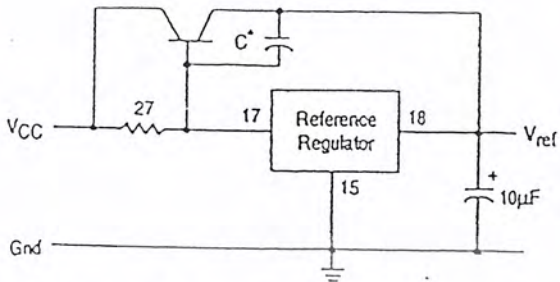 C*
27
17
Reference
Regulator
18
VCC
Vref
15
+
10µF
Gnd